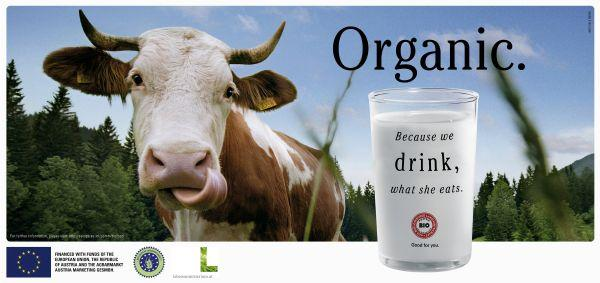 Organic.
Because we
drink,
what she eats.
BIO
Good for you.
FINANCED WITH FUNDS OF THE
EUROPEAN UNION, THE REPUBLIC
OF AUSTRIA AND THE AGRARMARKT
AUSTRIA MARKETING GESMBH.
L